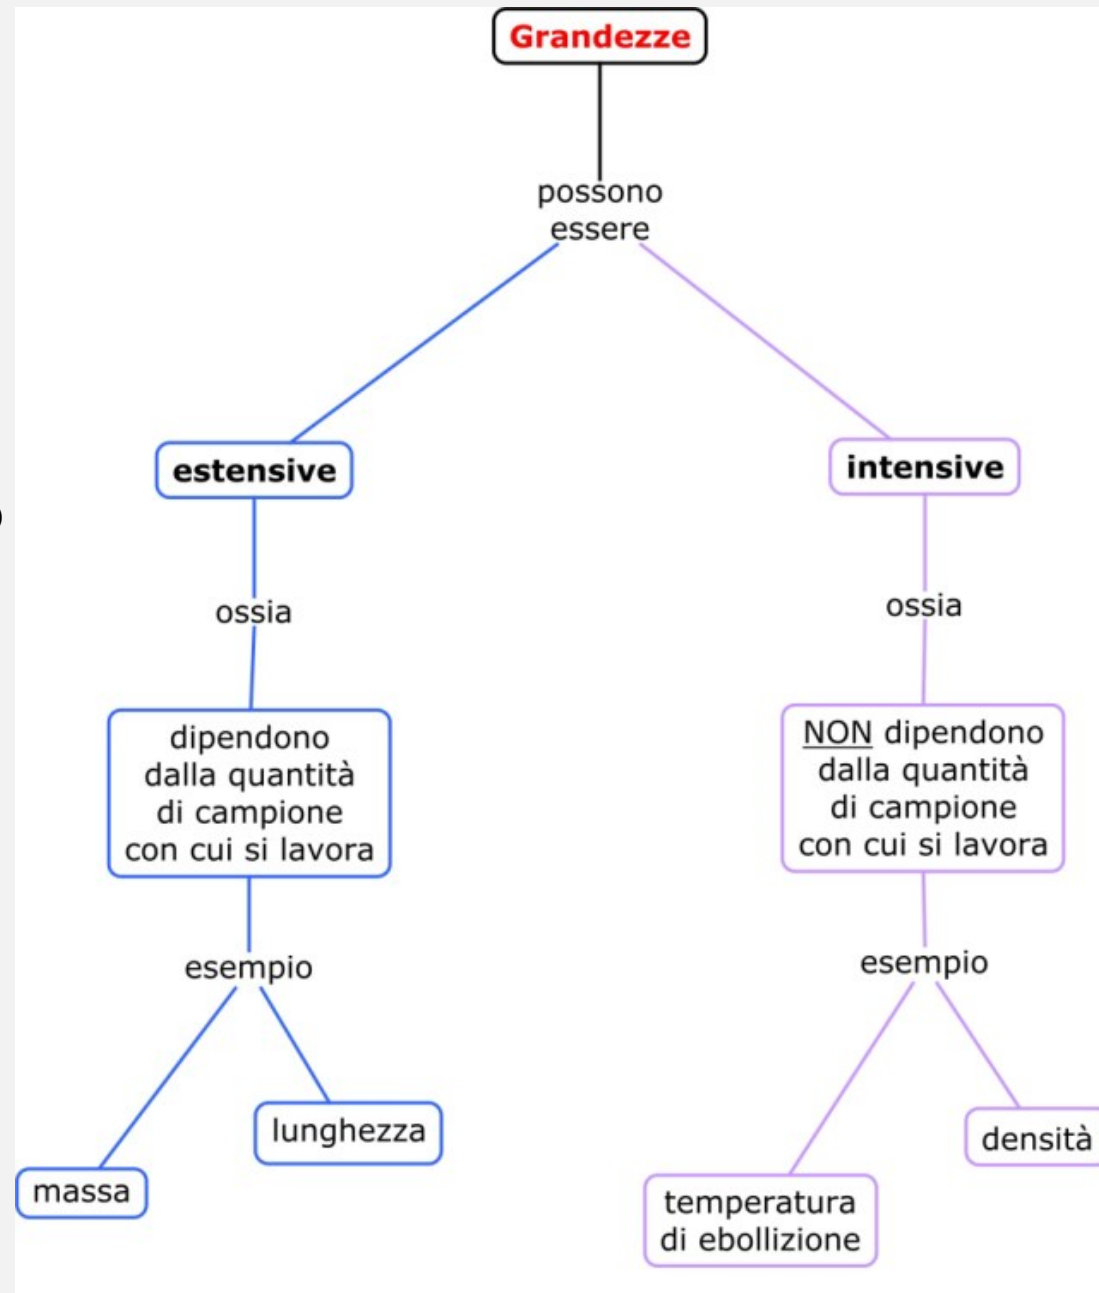 Grandezze
possono
essere
estensive
intensive
ossia
ossia
dipendono
dalla quantità
di campione
con cui si lavora
NON dipendono
dalla quantità
di campione
con cui si lavora
esempio
esempio
lunghezza
massa
densità
temperatura
di ebollizione